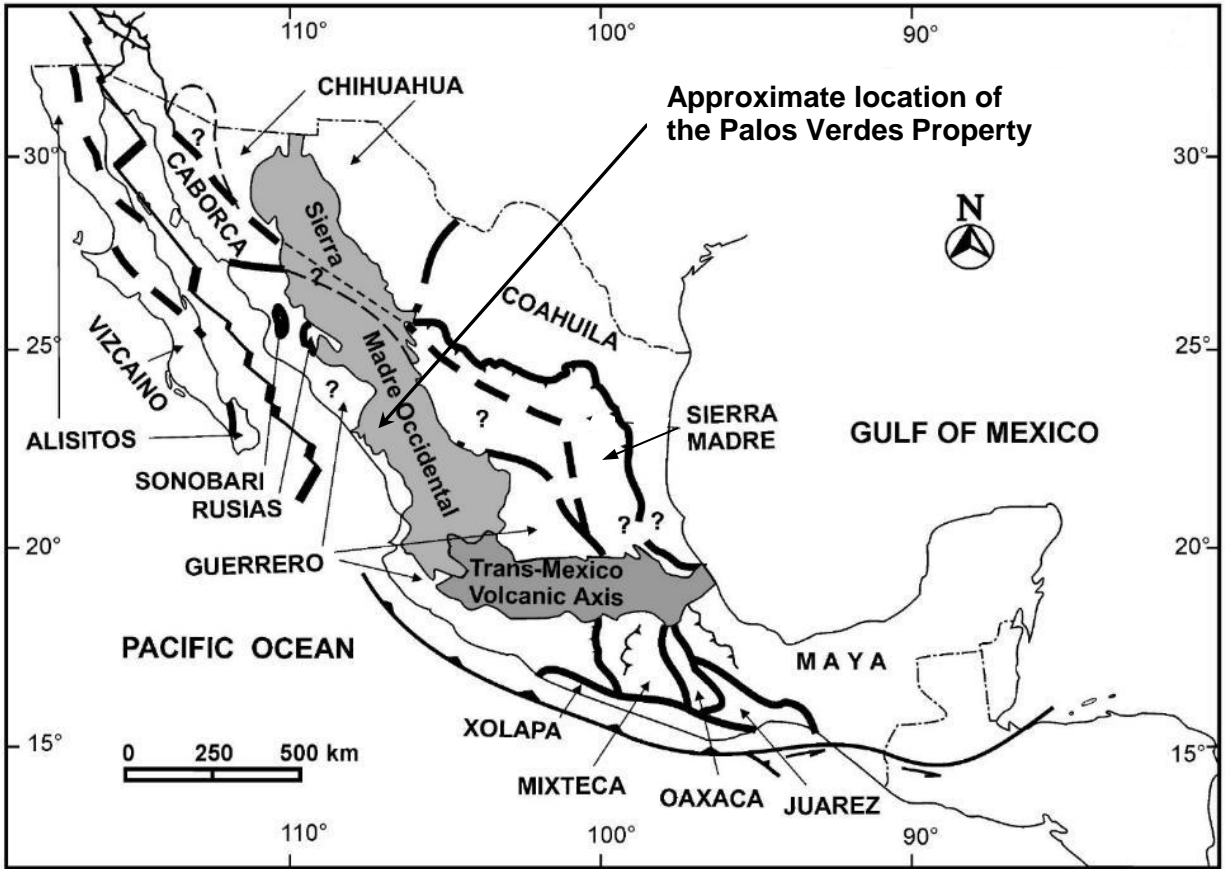 110°
100°
90°
CHIHUAHUA
Approximate location of
the Palos Verdes Property
30°
30°
?
CABORCA
N
Sierra
?
COAHUILA
25°
25°
VIZCAINO
Madre Occidental
?
?
SIERRA
MADRE
GULF OF MEXICO
ALISITOS
SONOBARI
RUSIAS
?
?
20°
20°
GUERRERO
Trans-Mexico
Volcanic Axis
PACIFIC OCEAN
MAYA
XOLAPA
15°
15°
0 250 500 km
MIXTECA
OAXACA
JUAREZ
110°
100°
90°